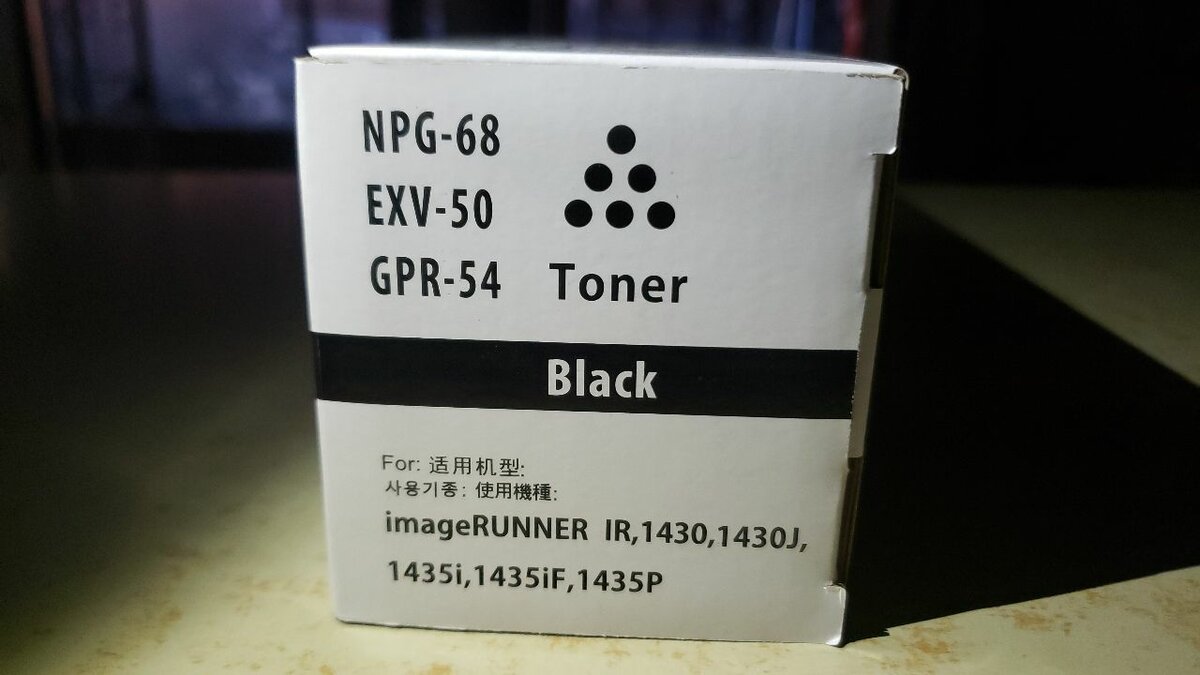 NPG-68
EXV-50
GPR-54 Toner
Black
For: 适用机型:
사용기종: 使用機種:
imageRUNNER IR,1430,1430J,
1435i,1435iF,1435P